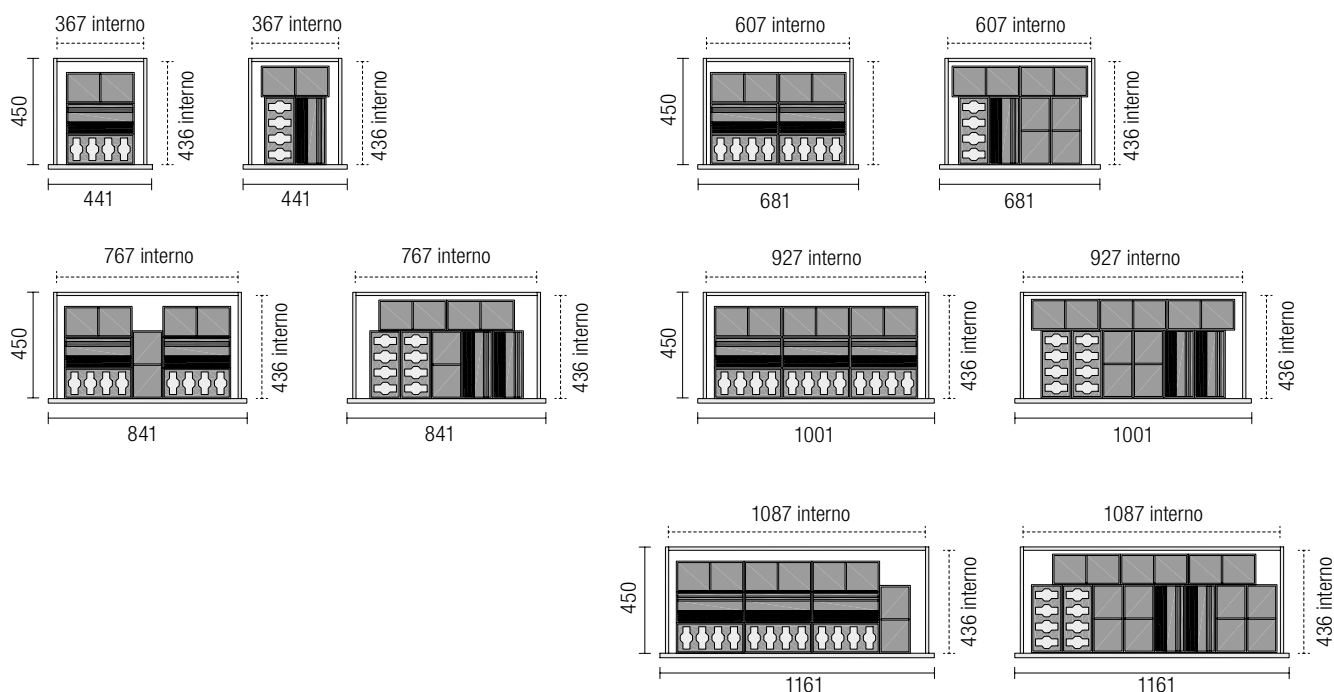 367 interno
367 interno
607 interno
607 interno
450
436 interno
436 interno
450
436 interno
441
441
681
681
767 interno
767 interno
927 interno
927 interno
450
436 interno
436 interno
450
436 interno
436 interno
841
841
1001
1001
1087 interno
1087 interno
450
436 interno
436 interno
1161
1161